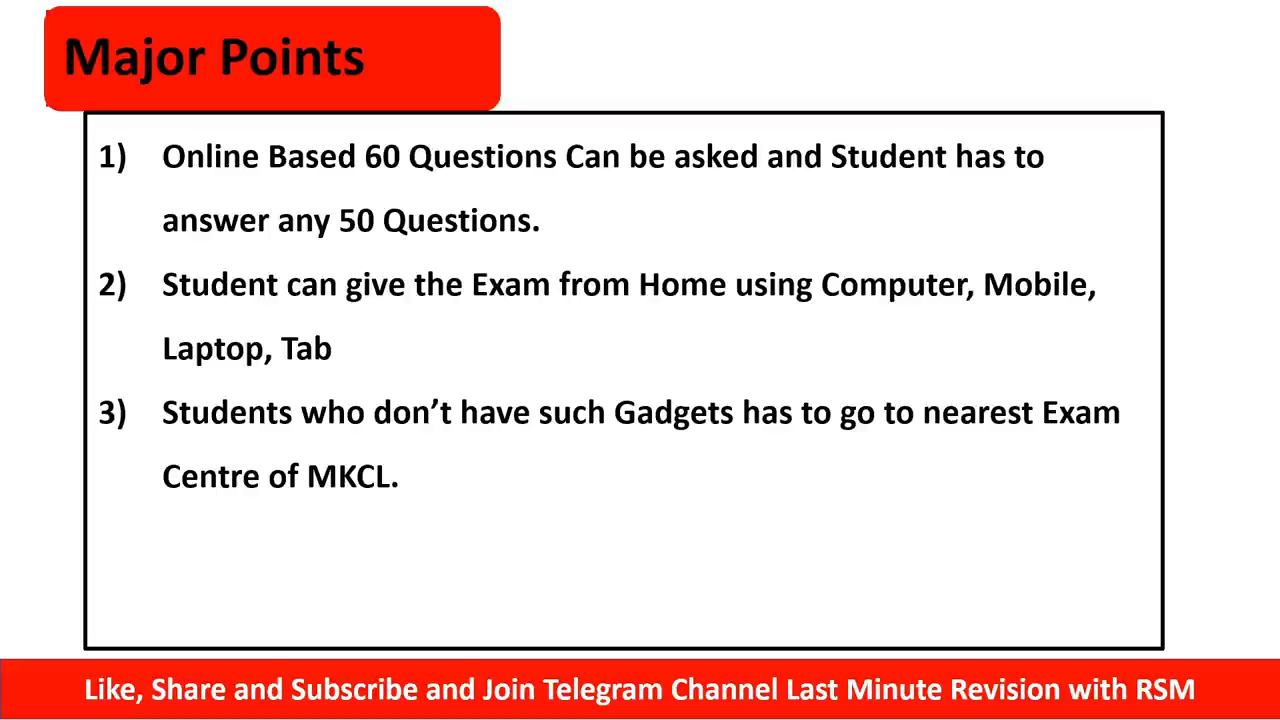 Major Points
1) Online Based 60 Questions Can be asked and Student has to
answer any 50 Questions.
2) Student can give the Exam from Home using Computer, Mobile,
Laptop, Tab
3) Students who don’t have such Gadgets has to go to nearest Exam
Centre of MKCL.
Like, Share and Subscribe and Join Telegram Channel Last Minute Revision with RSM